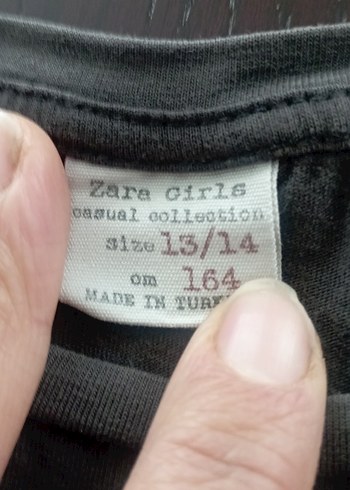 Zara Girls
casual collection
size 13/14
cm 164
MADE IN